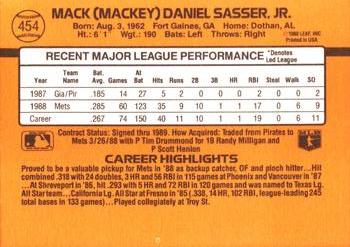 454
MACK (MACKEY) DANIEL SASSER, JR.
Born: Aug. 3, 1962 Fort Gaines, GA Home: Dothan, AL
Ht: 6'1 Wgt: 190 Bats: Left Throws: Right
© 1988 LEAF, INC.
PRINTED IN USA
RECENT MAJOR LEAGUE PERFORMANCE *Denotes Led League
Year Team Name Bat. Avg. Games At Bat Hits Runs 2B 3B HR RBI Steal Walk SO
1987 Gia/Pir .185 14 27 5 2 0 0 0 2 0 0 2
1988 Mets .285 60 123 35 9 10 1 1 17 0 6 9
Career .267 74 150 40 11 10 1 1 19 0 6 11
Contract Status: Signed thru 1989. How Acquired: Traded from Pirates to
Mets 3/26/88 with P Tim Drummond for 1B Randy Milligan and
P Scott Henion
CAREER HIGHLIGHTS
Proved to be a valuable pickup for Mets in '88 as backup catcher, OF and pinch hitter...Hit
combined .318 with 24 doubles, 3 HR and 56 RBI in 115 games at Phoenix and Vancouver in '87
...At Shreveport in '86, hit .293 with 5 HR and 72 RBI in 120 games and was named to Texas Lg.
All Star team...California Lg. All Star at Fresno in '85 (.338, 14 HR, 102 RBI, league-leading 245
total bases in 133 games)...Played collegiately at Troy St.